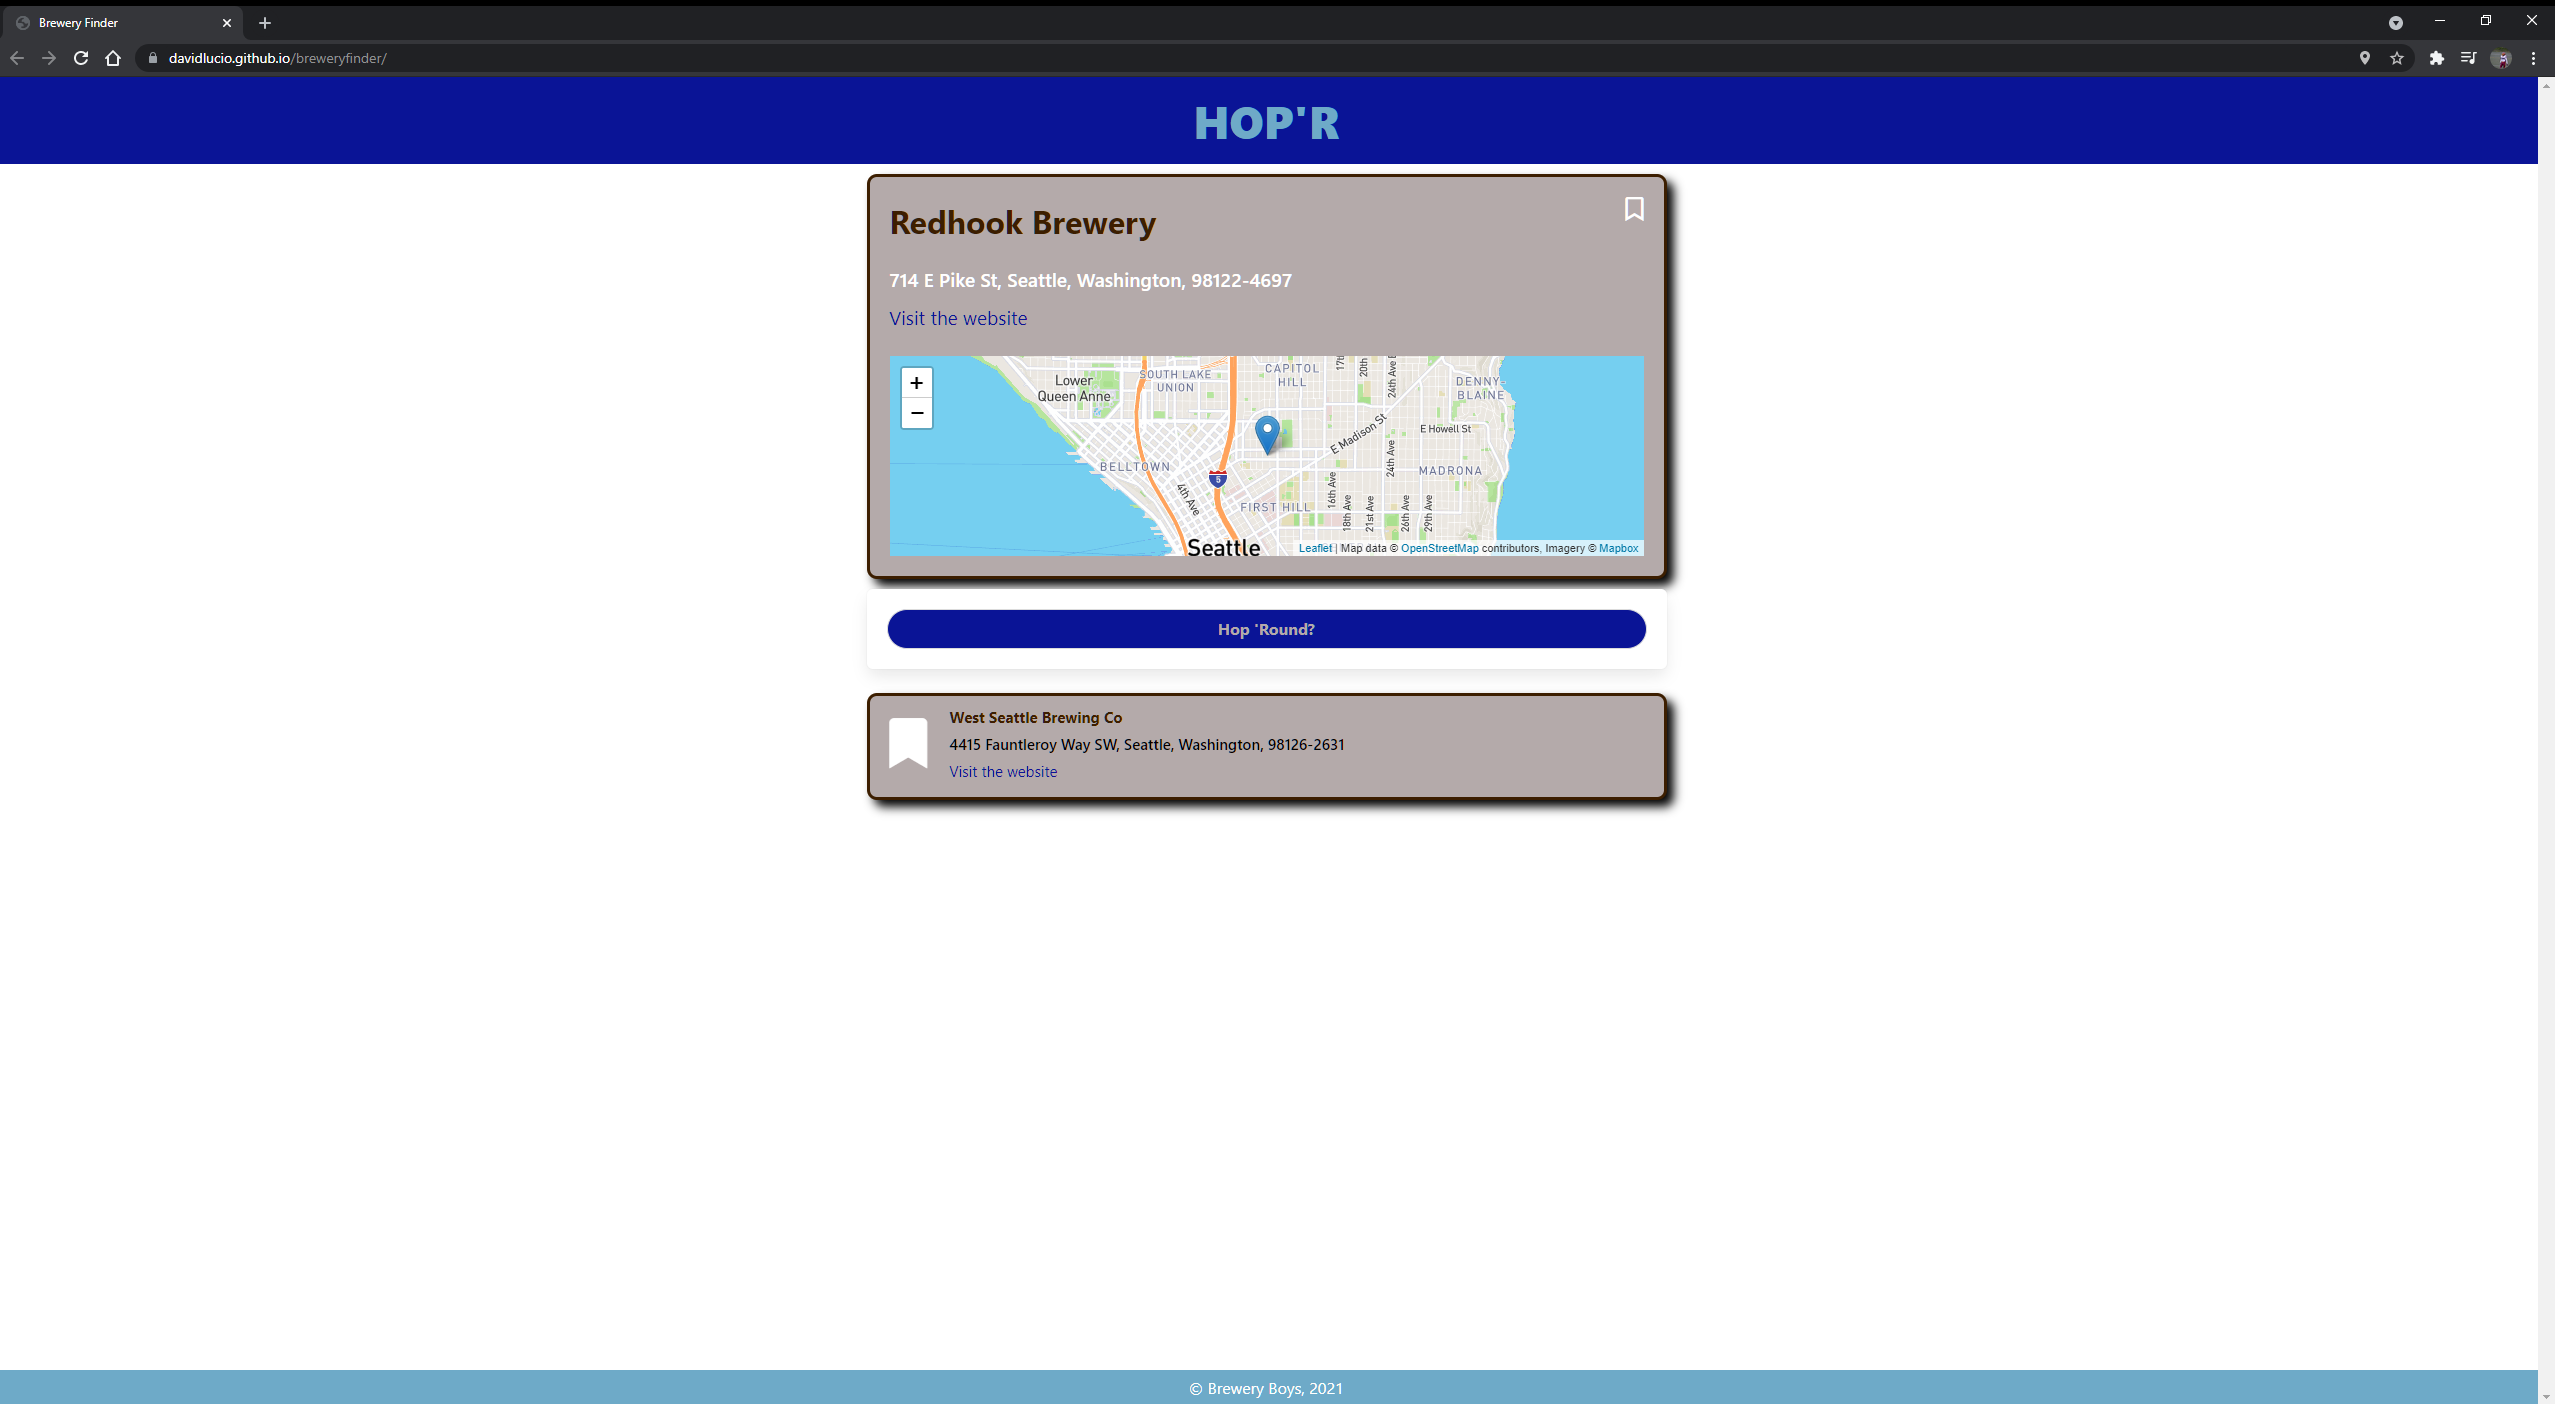 Brewery Finder
davidlucio.github.io/breweryfinder/
HOP'R
Redhook Brewery
714 E Pike St, Seattle, Washington, 98122-4697
Visit the website
+
−
Lower
Queen Anne
SOUTH LAKE
UNION
CAPITOL
HILL
17t
20th
24th Ave E
DENNY-
BLAINE
E Madison St
E Howell St
BELLTOWN
4th Ave
5
24th Ave
MADRONA
FIRST HILL
16th Ave
18th Ave
21st Ave
26th Ave
29th Ave
Seattle
Leaflet | Map data © OpenStreetMap contributors, Imagery © Mapbox
Hop 'Round?
West Seattle Brewing Co
4415 Fauntleroy Way SW, Seattle, Washington, 98126-2631
Visit the website
© Brewery Boys, 2021